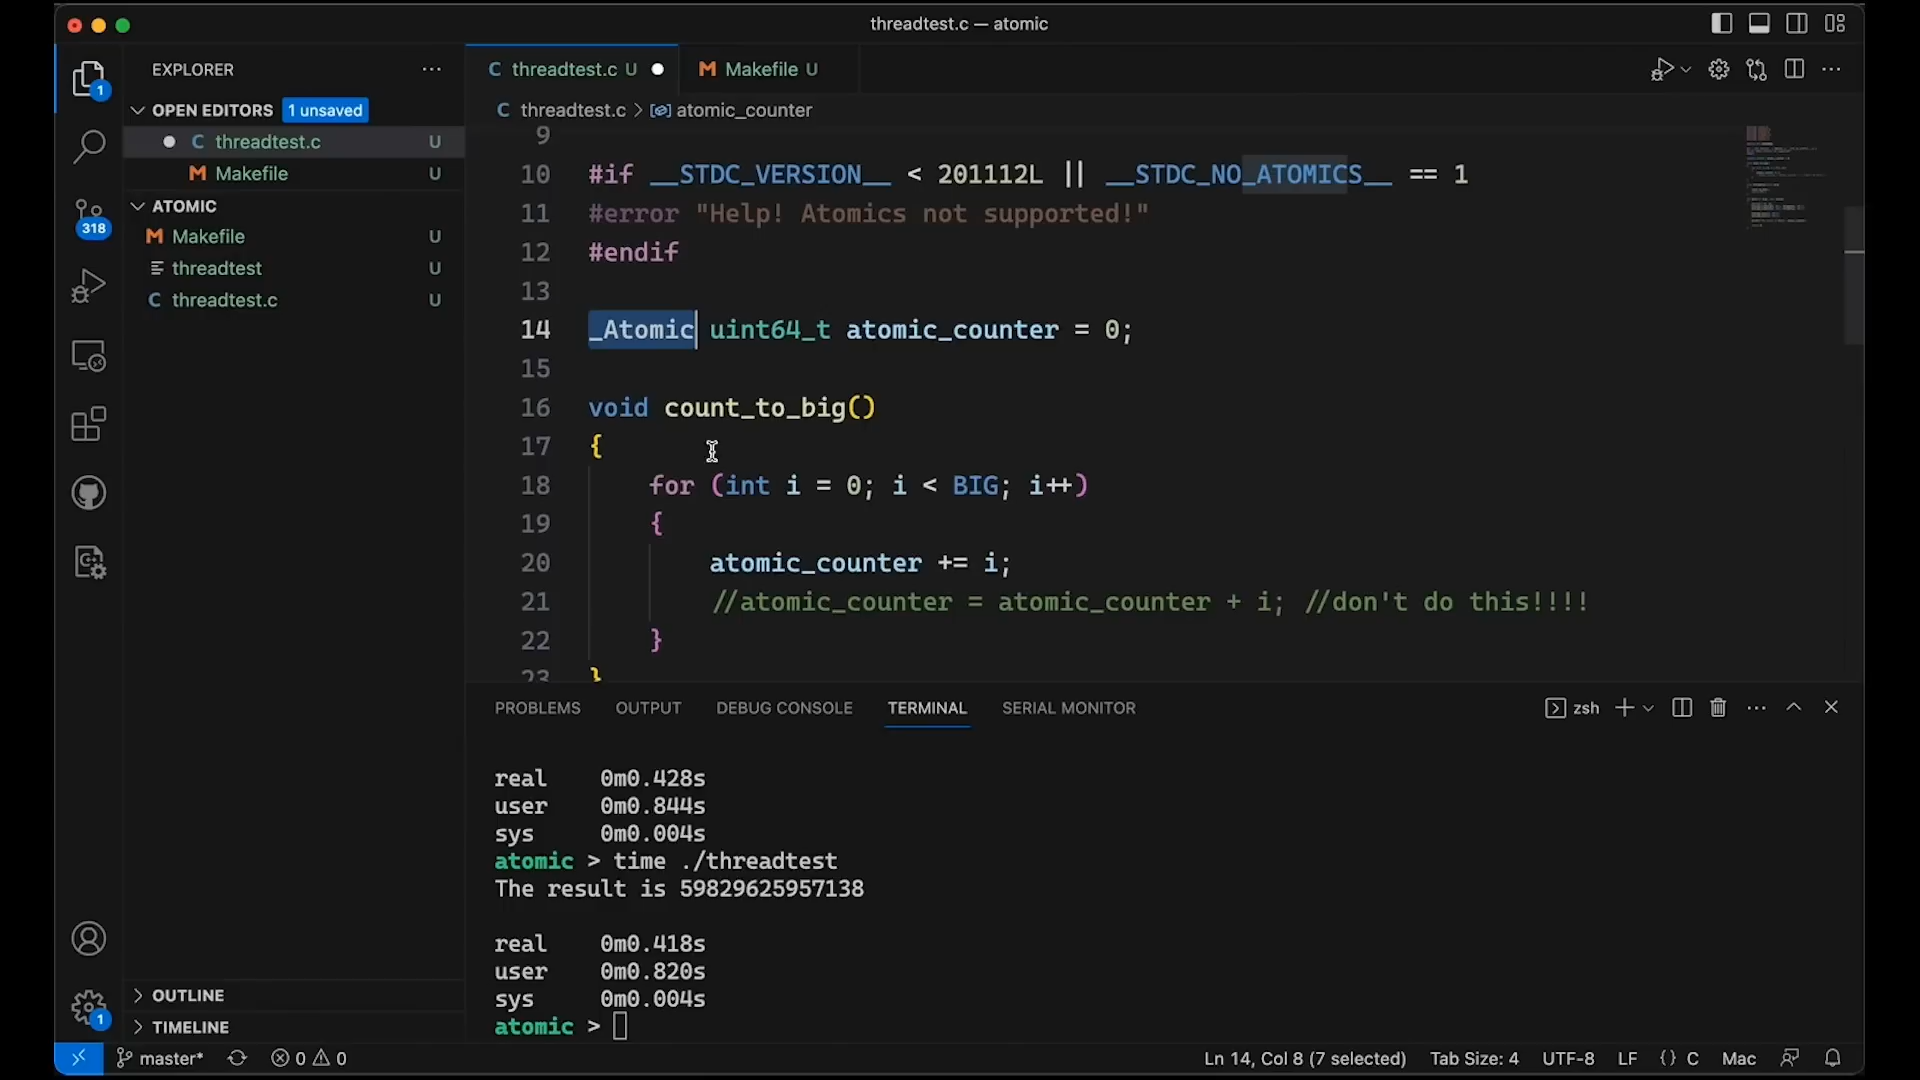 threadtest.c — atomic
EXPLORER
OPEN EDITORS 1 unsaved
C threadtest.c U
M Makefile U
ATOMIC
M Makefile U
threadtest U
C threadtest.c U
1
318
OUTLINE
TIMELINE
1
C threadtest.c U
M Makefile U
C threadtest.c > atomic_counter
9
10 #if __STDC_VERSION__ < 201112L || __STDC_NO_ATOMICS__ == 1
11 #error "Help! Atomics not supported!"
12 #endif
13
14 _Atomic uint64_t atomic_counter = 0;
15
16 void count_to_big()
17 {
18 for (int i = 0; i < BIG; i++)
19 {
20 atomic_counter += i;
21 //atomic_counter = atomic_counter + i; //don't do this!!!!
22 }
23 }
PROBLEMS OUTPUT DEBUG CONSOLE TERMINAL SERIAL MONITOR
zsh
real 0m0.428s
user 0m0.844s
sys 0m0.004s
atomic > time ./threadtest
The result is 59829625957138
real 0m0.418s
user 0m0.820s
sys 0m0.004s
atomic >
master* 0 0 Ln 14, Col 8 (7 selected) Tab Size: 4 UTF-8 LF {} C Mac